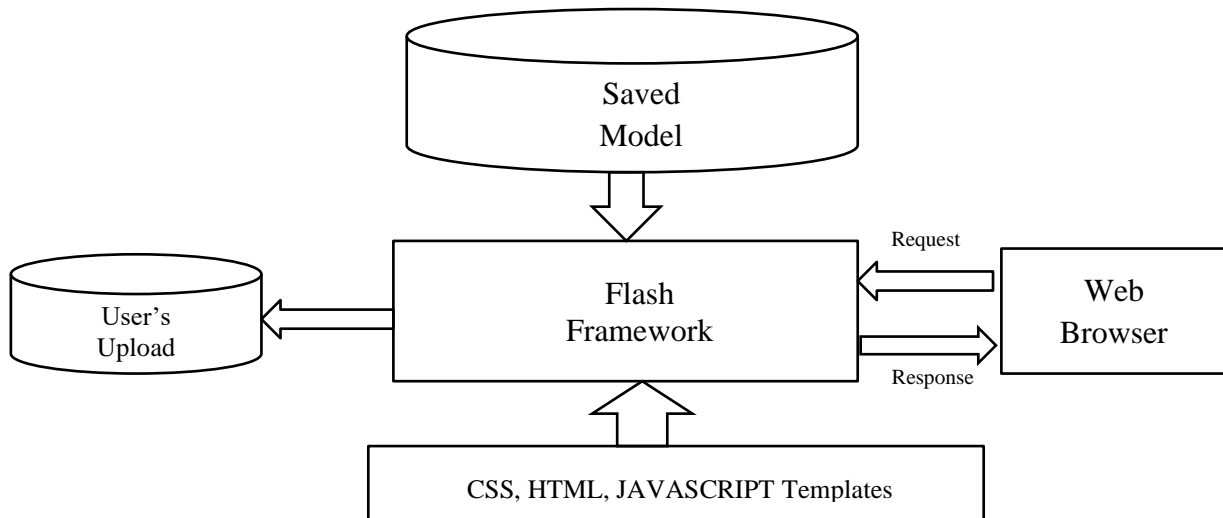 Saved
Model
Request
User's
Upload
Flash
Framework
Web
Browser
Response
CSS, HTML, JAVASCRIPT Templates